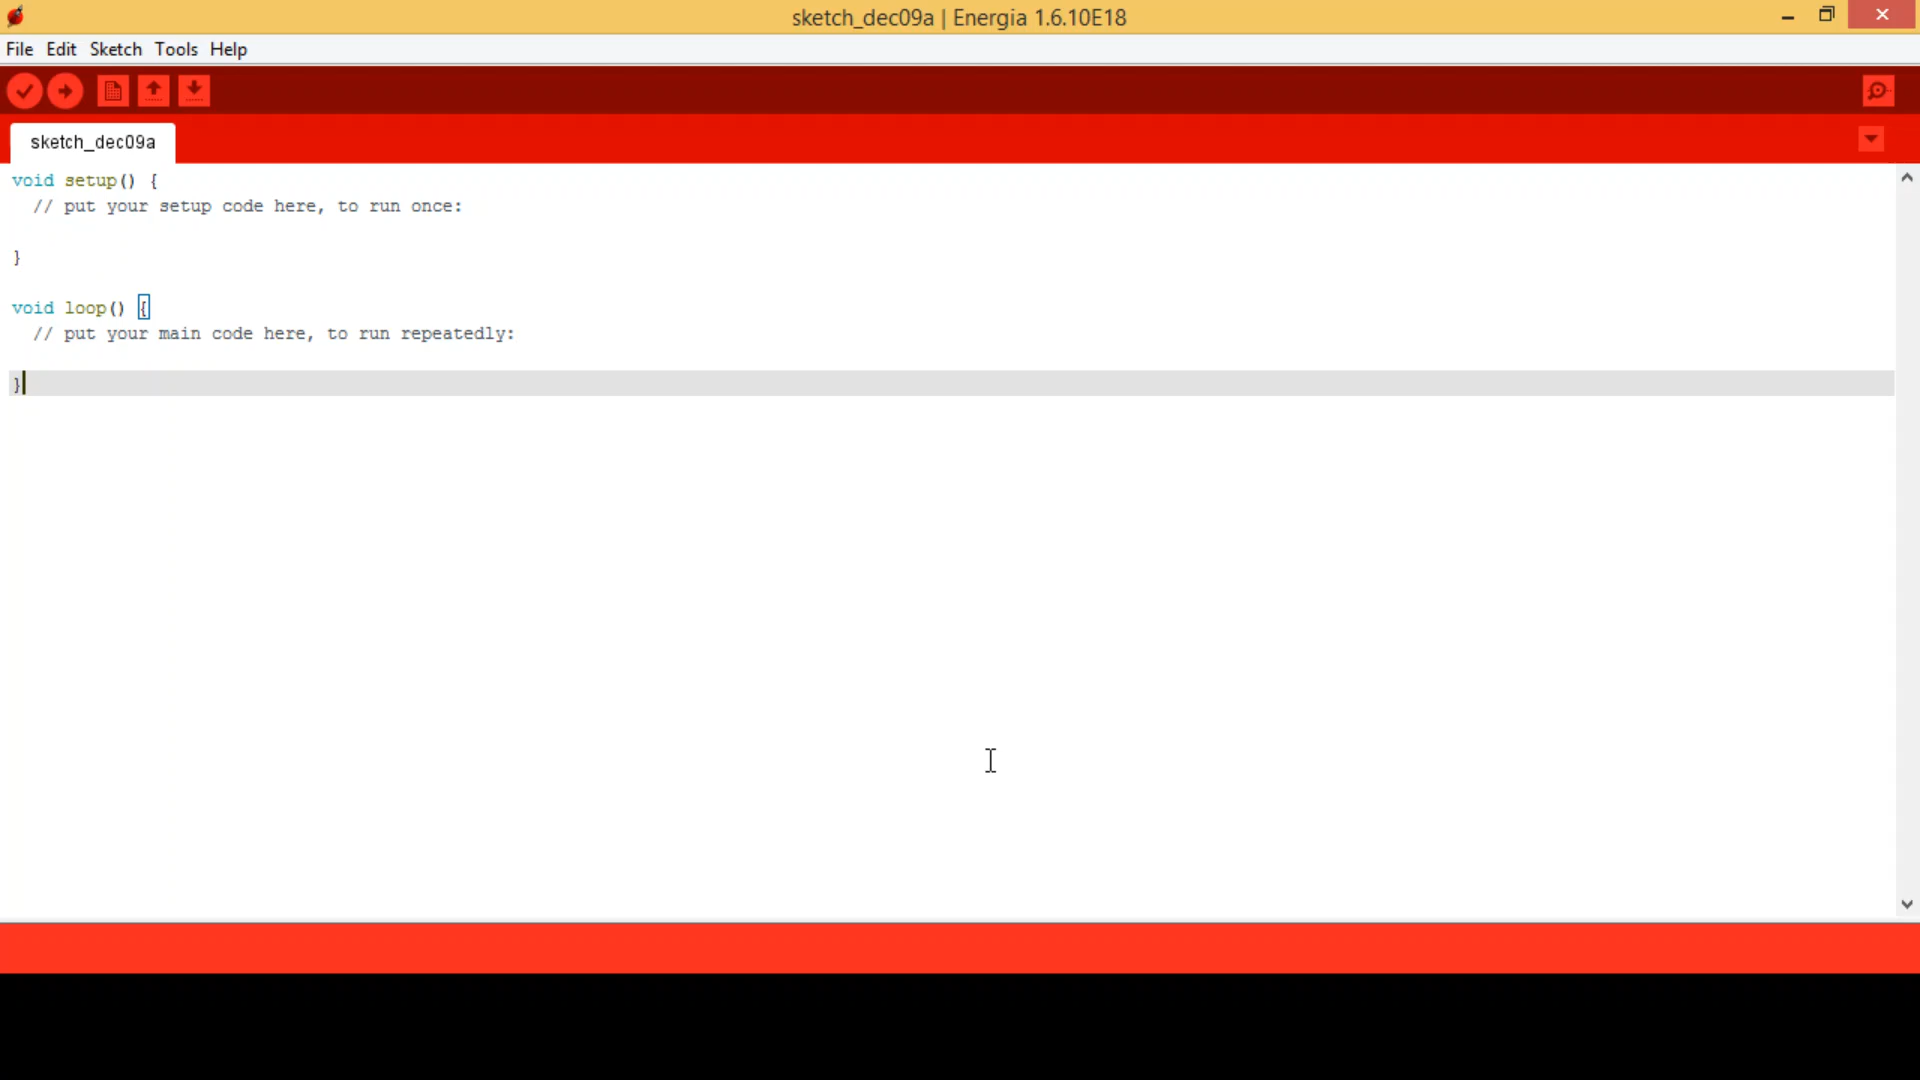 sketch_dec09a | Energia 1.6.10E18
File Edit Sketch Tools Help
sketch_dec09a
void setup() {
  // put your setup code here, to run once:
}
void loop() {
  // put your main code here, to run repeatedly:
}